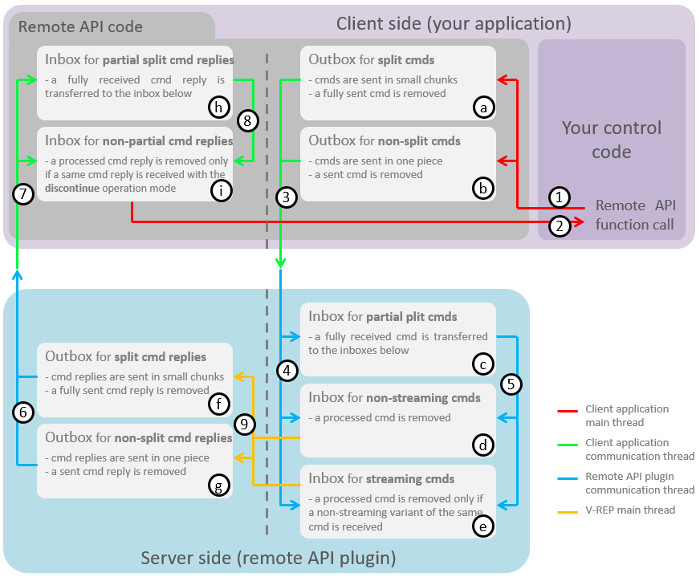 Remote API code
Client side (your application)
Inbox for partial split cmd replies
- a fully received cmd reply is
transferred to the inbox below
h
8
Inbox for non-partial cmd replies
- a processed cmd reply is removed only
if a same cmd reply is received with the
discontinue operation mode
i
7
Outbox for split cmds
- cmds are sent in small chunks
- a fully sent cmd is removed
a
Outbox for non-split cmds
- cmds are sent in one piece
- a sent cmd is removed
b
3
Your control
code
1
2
Remote API
function call
Inbox for partial plit cmds
- a fully received cmd is transferred
to the inboxes below
c
4
5
Outbox for split cmd replies
- cmd replies are sent in small chunks
- a fully sent cmd reply is removed
f
6
9
Inbox for non-streaming cmds
- a processed cmd is removed
d
Outbox for non-split cmd replies
- cmd replies are sent in one piece
- a sent cmd reply is removed
g
Inbox for streaming cmds
- a processed cmd is removed only if
a non-streaming variant of the same
cmd is received
e
Server side (remote API plugin)
Client application
main thread
Client application
communication thread
Remote API plugin
communication thread
V-REP main thread